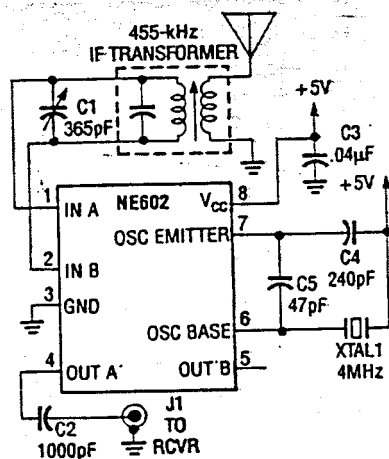 455-kHz
IF TRANSFORMER
C1
365pF
+5V
C3
.04µF
+5V
1
IN A
NE602
VCC
8
OSC EMITTER
7
2
IN B
C4
240pF
C5
47pF
3
GND
OSC BASE
6
XTAL1
4MHz
4
OUT A
OUT B
5
C2
1000pF
J1
TO
RCVR